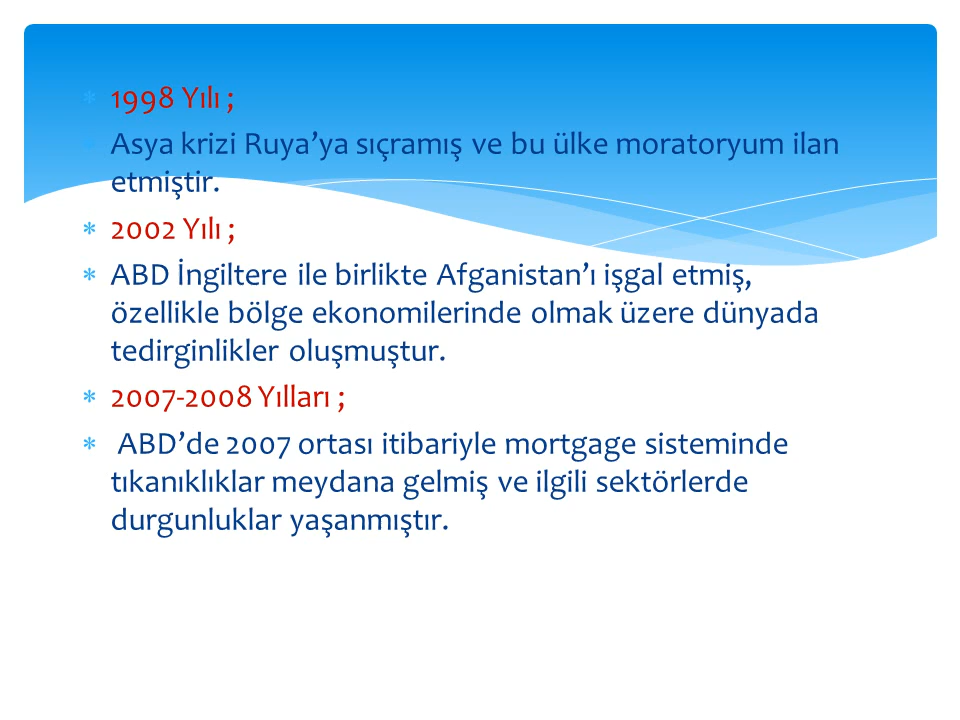 1998 Yılı ;
Asya krizi Ruya’ya sıçramış ve bu ülke moratoryum ilan
etmiştir.
2002 Yılı ;
ABD İngiltere ile birlikte Afganistan’ı işgal etmiş,
özellikle bölge ekonomilerinde olmak üzere dünyada
tedirginlikler oluşmuştur.
2007-2008 Yılları ;
ABD’de 2007 ortası itibariyle mortgage sisteminde
tıkanıklıklar meydana gelmiş ve ilgili sektörlerde
durgunluklar yaşanmıştır.